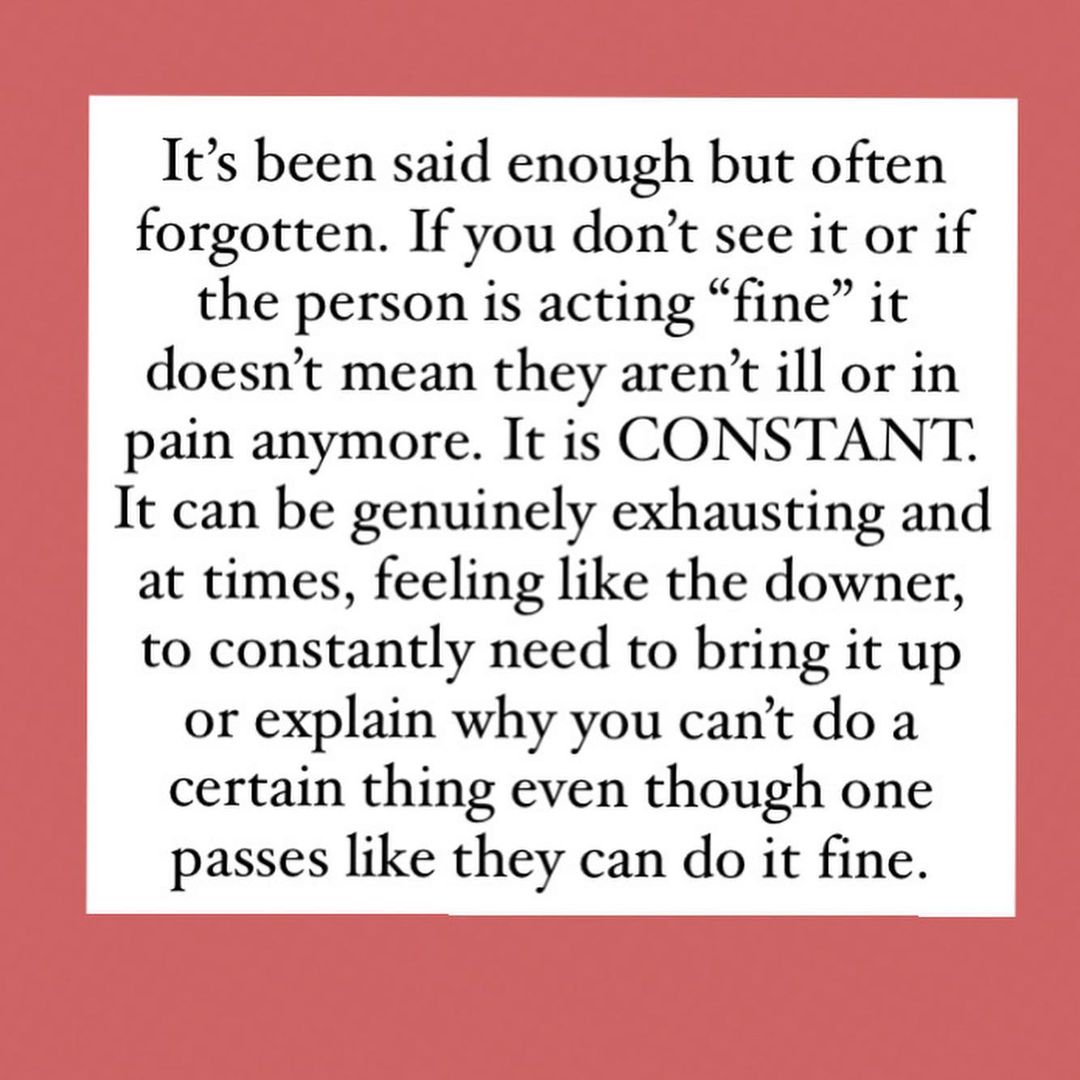 It’s been said enough but often
forgotten. If you don’t see it or if
the person is acting “fine” it
doesn’t mean they aren’t ill or in
pain anymore. It is CONSTANT.
It can be genuinely exhausting and
at times, feeling like the downer,
to constantly need to bring it up
or explain why you can’t do a
certain thing even though one
passes like they can do it fine.